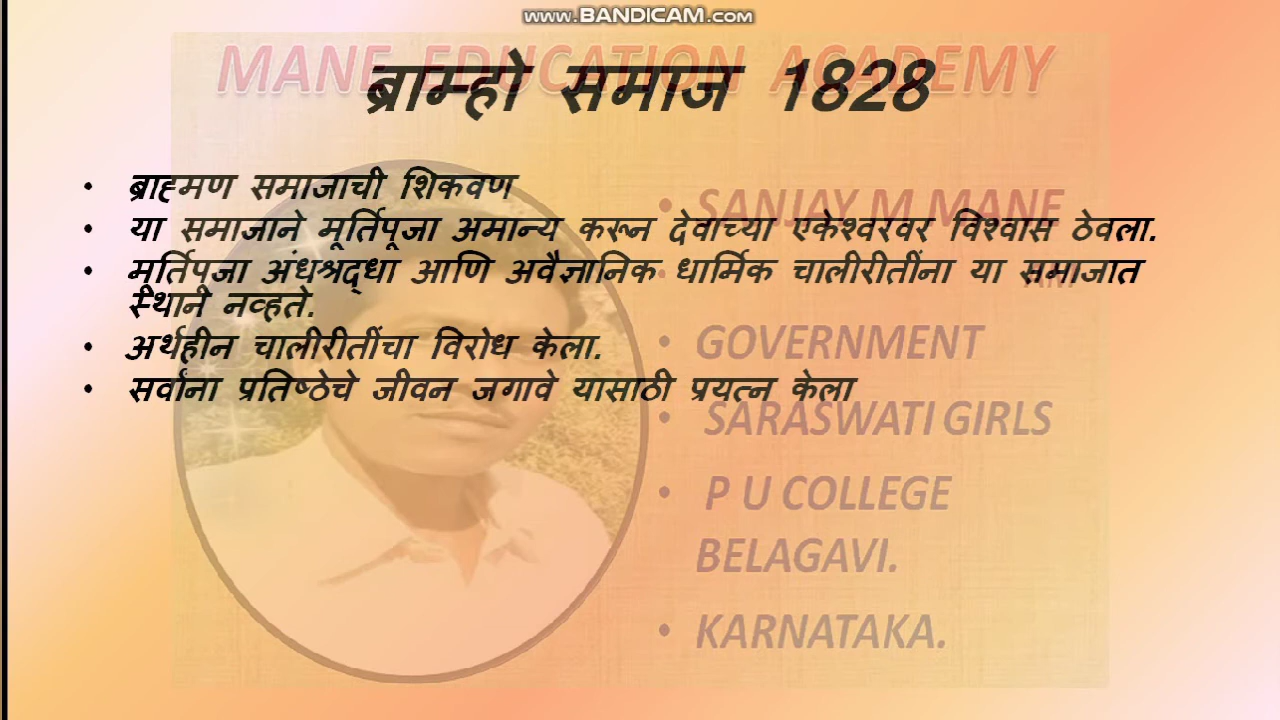 www.BANDICAM.com
MANE EDUCATION ACADEMY
ब्राम्हो समाज 1828
• ब्राह्मण समाजाची शिकवण
• या समाजाने मूर्तिपूजा अमान्य करून देवाच्या एकेश्वरवर विश्वास ठेवला.
• मूर्तिपूजा अंधश्रद्धा आणि अवैज्ञानिक धार्मिक चालीरीतींना या समाजात
स्थान नव्हते.
• अर्थहीन चालीरीतींचा विरोध केला.
• सर्वांना प्रतिष्ठेचे जीवन जगावे यासाठी प्रयत्न केला
• SANJAY M MANE
• GOVERNMENT
• SARASWATI GIRLS
• P U COLLEGE
BELAGAVI.
• KARNATAKA.